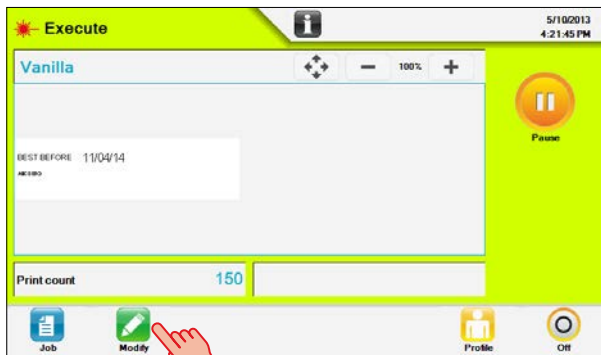 Execute
5/10/2013
4:21:45 PM
Vanilla
100%
Pause
BEST BEFORE 11/04/14
Print count 150
Job
Modify
Profile
Off